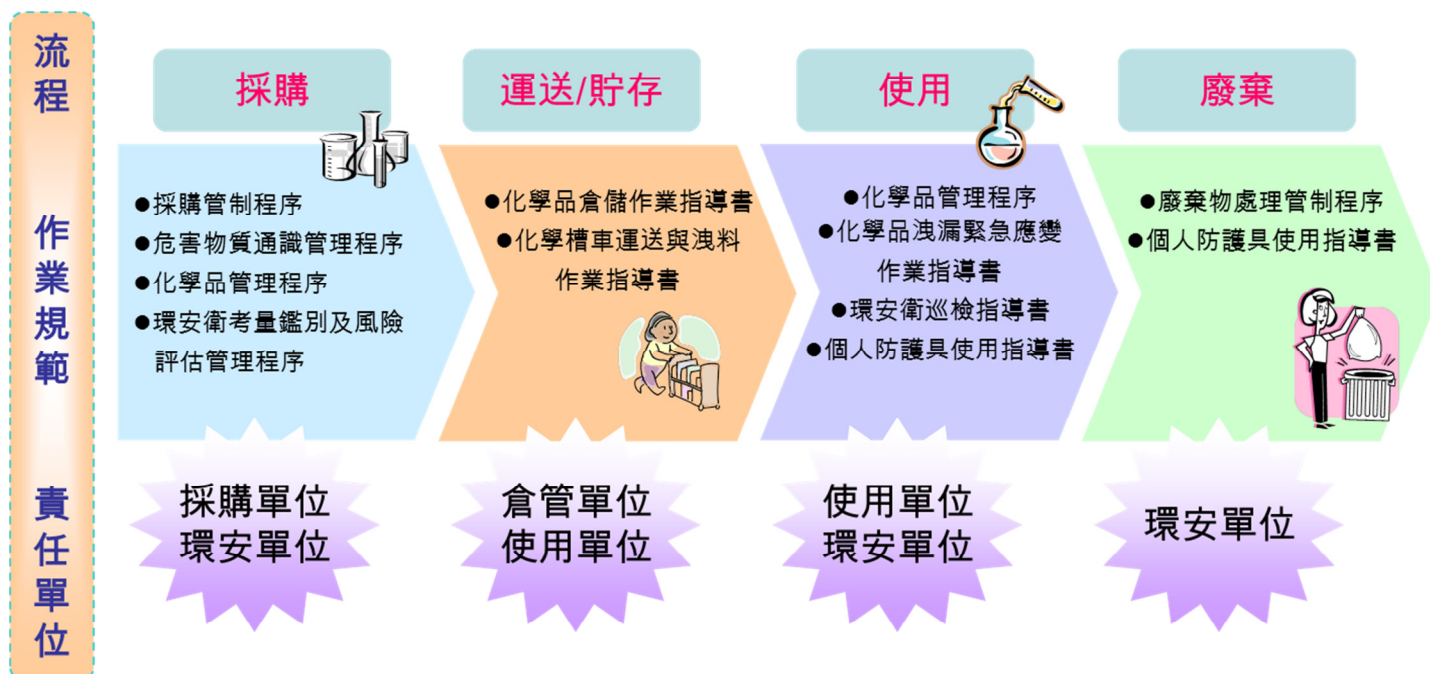 流程
作業規範
責任單位
採購
運送/貯存
使用
廢棄
●採購管制程序
●危害物質通識管理程序
●化學品管理程序
●環安衛考量鑑別及風險
評估管理程序
●化學品倉儲作業指導書
●化學槽車運送與洩料
作業指導書
●化學品管理程序
●化學品洩漏緊急應變
作業指導書
●環安衛巡檢指導書
●個人防護具使用指導書
●廢棄物處理管制程序
●個人防護具使用指導書
採購單位
環安單位
倉管單位
使用單位
使用單位
環安單位
環安單位